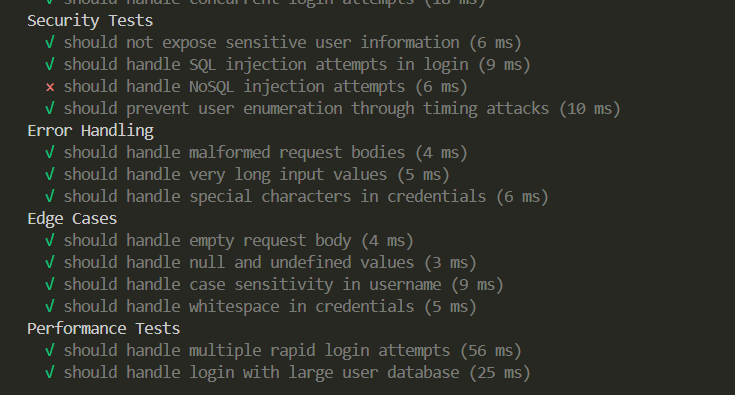 √ should handle concurrent login attempts (18 ms)
Security Tests
√ should not expose sensitive user information (6 ms)
√ should handle SQL injection attempts in login (9 ms)
× should handle NoSQL injection attempts (6 ms)
√ should prevent user enumeration through timing attacks (10 ms)
Error Handling
√ should handle malformed request bodies (4 ms)
√ should handle very long input values (5 ms)
√ should handle special characters in credentials (6 ms)
Edge Cases
√ should handle empty request body (4 ms)
√ should handle null and undefined values (3 ms)
√ should handle case sensitivity in username (9 ms)
√ should handle whitespace in credentials (5 ms)
Performance Tests
√ should handle multiple rapid login attempts (56 ms)
√ should handle login with large user database (25 ms)